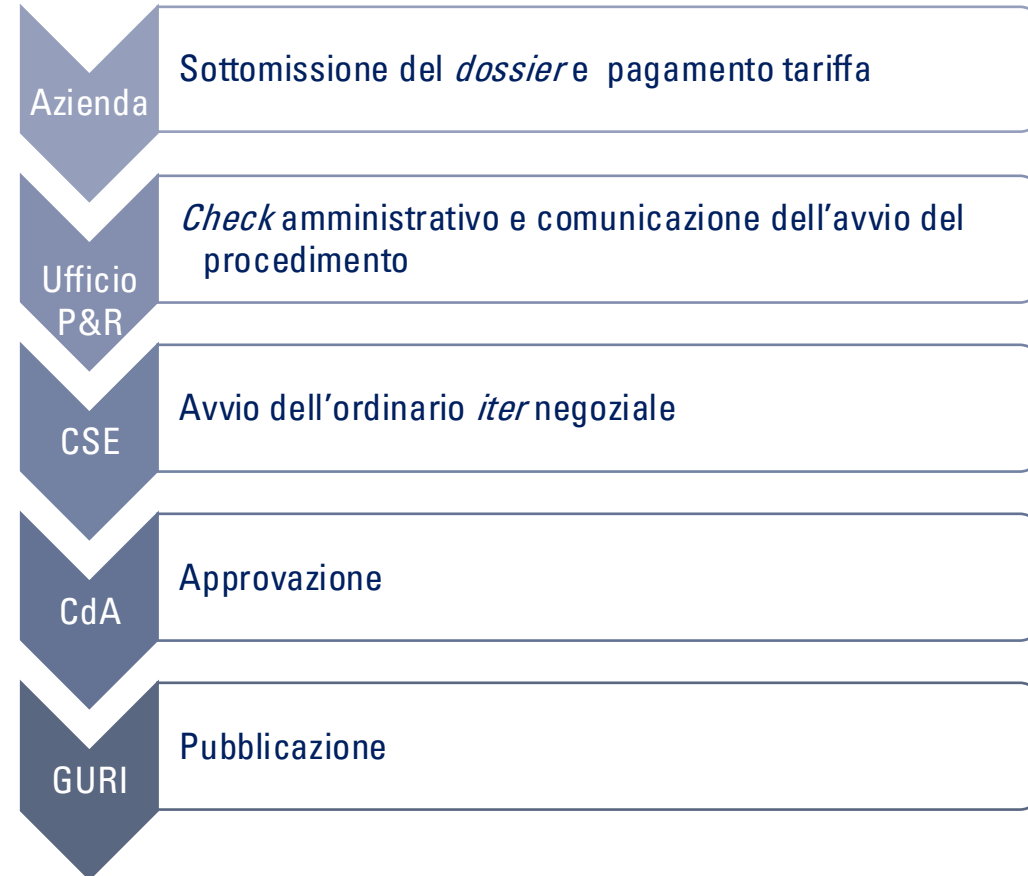 Azienda
Sottomissione del dossier e pagamento tariffa
Ufficio
P&R
Check amministrativo e comunicazione dell’avvio del
procedimento
CSE
Avvio dell’ordinario iter negoziale
CdA
Approvazione
GURI
Pubblicazione